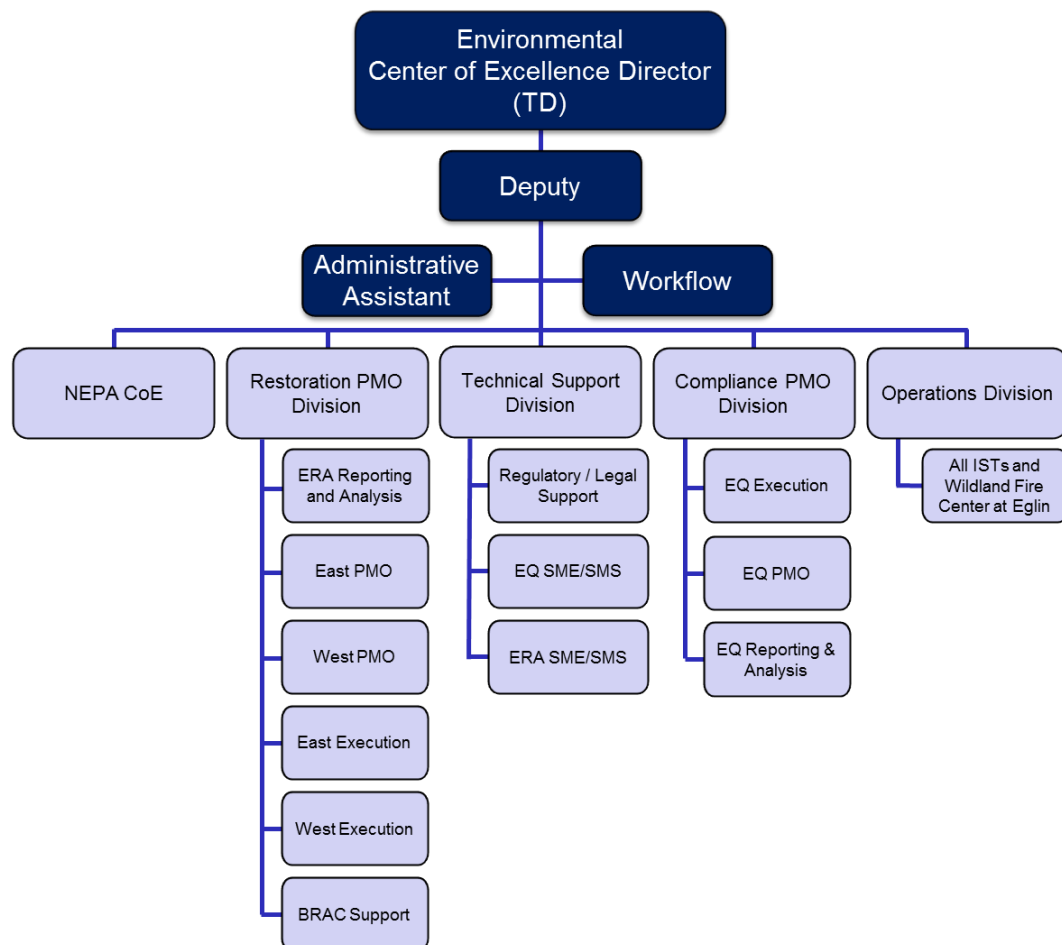 Environmental
Center of Excellence Director
(TD)
Deputy
Administrative
Assistant
Workflow
NEPA CoE
Restoration PMO
Division
Technical Support
Division
Compliance PMO
Division
Operations Division
ERA Reporting
and Analysis
East PMO
West PMO
East Execution
West Execution
BRAC Support
Regulatory / Legal
Support
EQ SME/SMS
ERA SME/SMS
EQ Execution
EQ PMO
EQ Reporting &
Analysis
All ISTs and
Wildland Fire
Center at Eglin